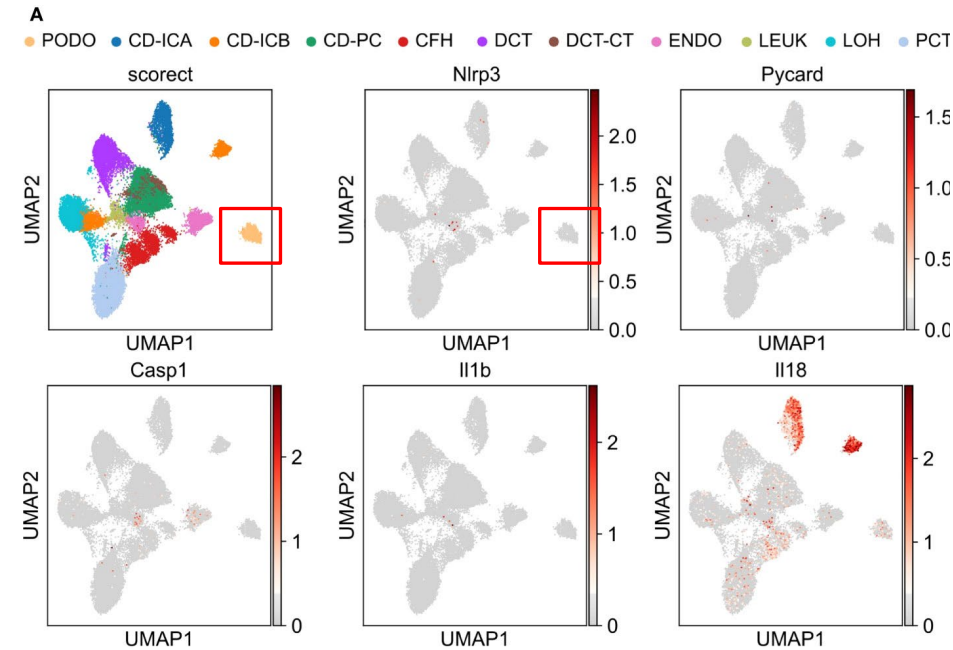 A
PODO CD-ICA CD-ICB CD-PC CFH DCT DCT-CT ENDO LEUK LOH PCT
scorect Nlrp3 Pycard
UMAP2 UMAP2 UMAP2
2.0
1.5
1.0
0.5
0.0
1.5
1.0
0.5
0.0
UMAP1 UMAP1 UMAP1
Casp1 Il1b Il18
UMAP2 UMAP2 UMAP2
2
1
0
2
1
0
2
1
0
UMAP1 UMAP1 UMAP1